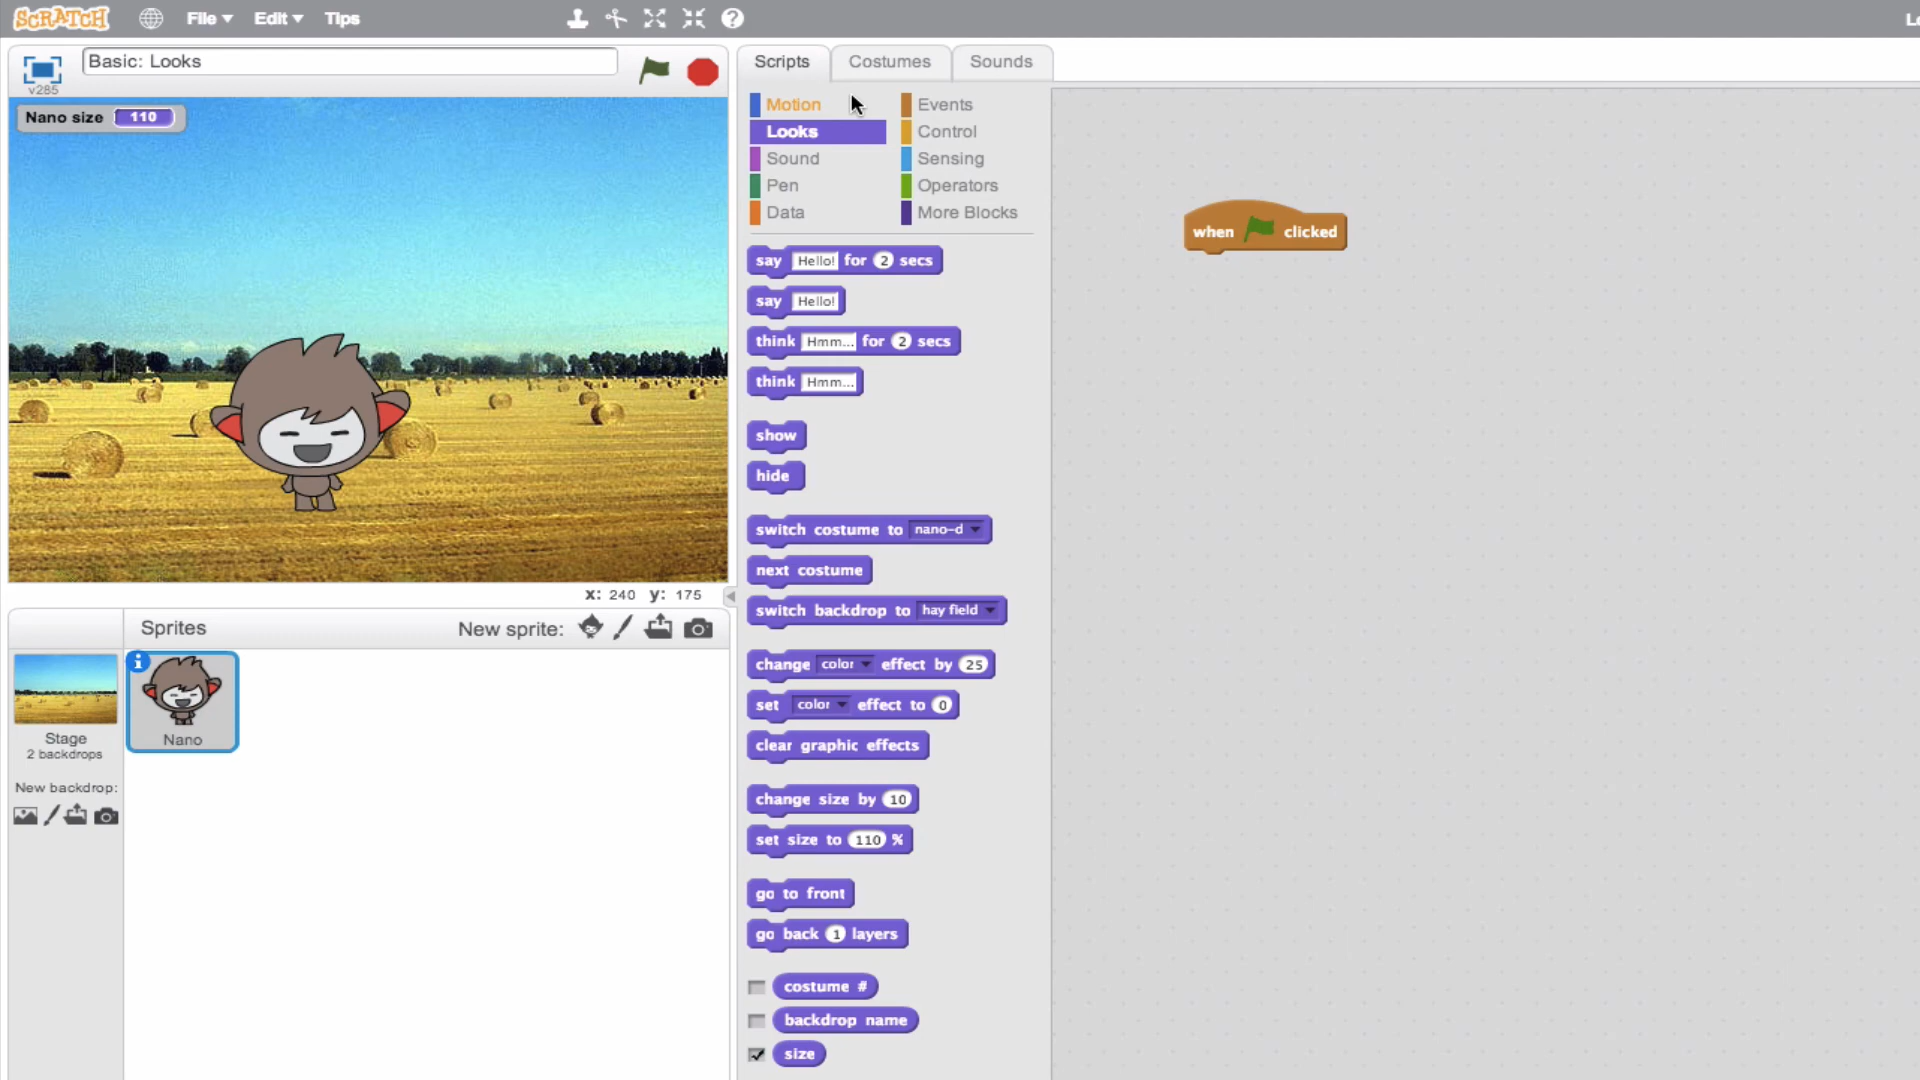 SCRATCH File Edit Tips
Lo
Basic: Looks
v285
Nano size 110
x: 240 y: 175
Sprites New sprite:
Nano
Stage
2 backdrops
New backdrop:
Scripts Costumes Sounds
Motion Events
Looks Control
Sound Sensing
Pen Operators
Data More Blocks
say Hello! for 2 secs
say Hello!
think Hmm... for 2 secs
think Hmm...
show
hide
switch costume to nano-d
next costume
switch backdrop to hay field
change color effect by 25
set color effect to 0
clear graphic effects
change size by 10
set size to 110 %
go to front
go back 1 layers
costume #
backdrop name
size
when clicked